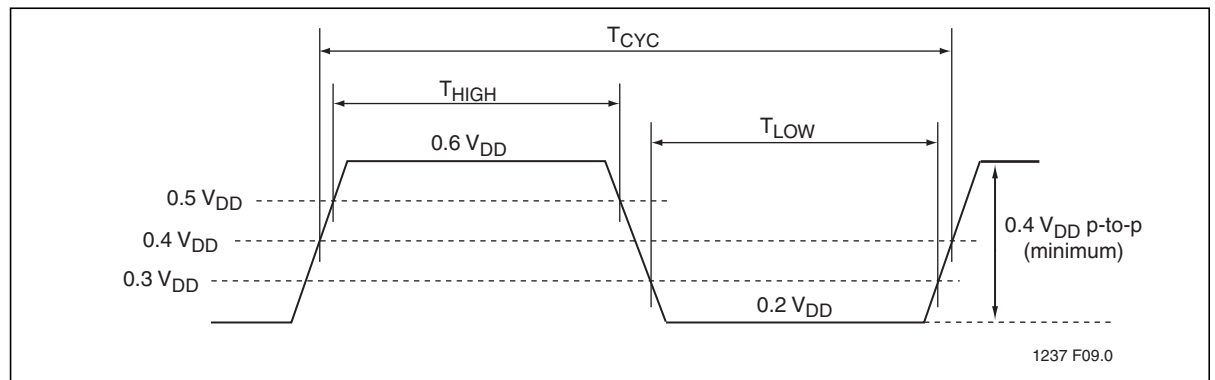 TCYC
THIGH
TLOW
0.6 VDD
0.5 VDD
0.4 VDD
0.3 VDD
0.2 VDD
0.4 VDD p-to-p
(minimum)
1237 F09.0